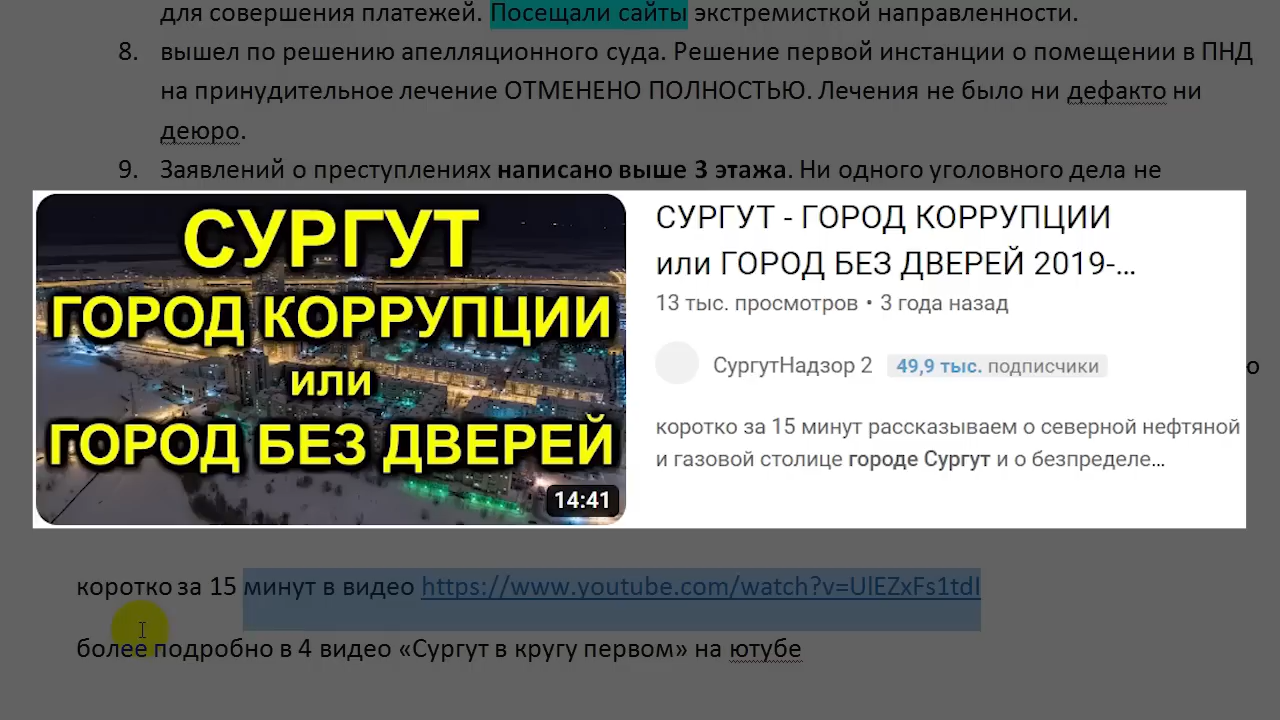 для совершения платежей. Посещали сайты экстремисткой направленности.
8. вышел по решению апелляционного суда. Решение первой инстанции о помещении в ПНД
на принудительное лечение ОТМЕНЕНО ПОЛНОСТЬЮ. Лечения не было ни дефакто ни
деюро.
9. Заявлений о преступлениях написано выше 3 этажа. Ни одного уголовного дела не
СУРГУТ
ГОРОД КОРРУПЦИИ
или
ГОРОД БЕЗ ДВЕРЕЙ
14:41
СУРГУТ - ГОРОД КОРРУПЦИИ
или ГОРОД БЕЗ ДВЕРЕЙ 2019-...
13 тыс. просмотров • 3 года назад
СургутНадзор 2 49,9 тыс. подписчики
ю
коротко за 15 минут рассказываем о северной нефтяной
и газовой столице городе Сургут и о безпределе...
коротко за 15 минут в видео https://www.youtube.com/watch?v=UlEZxFs1tdI
более подробно в 4 видео «Сургут в кругу первом» на ютубе